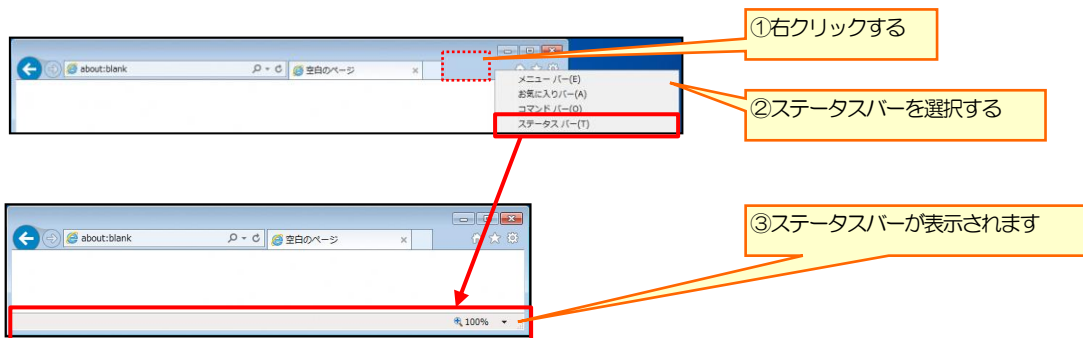 ①右クリックする
about:blank
空白のページ
メニュー バー(E)
お気に入りバー(A)
コマンド バー(O)
ステータス バー(T)
②ステータスバーを選択する
③ステータスバーが表示されます
about:blank
空白のページ
100%